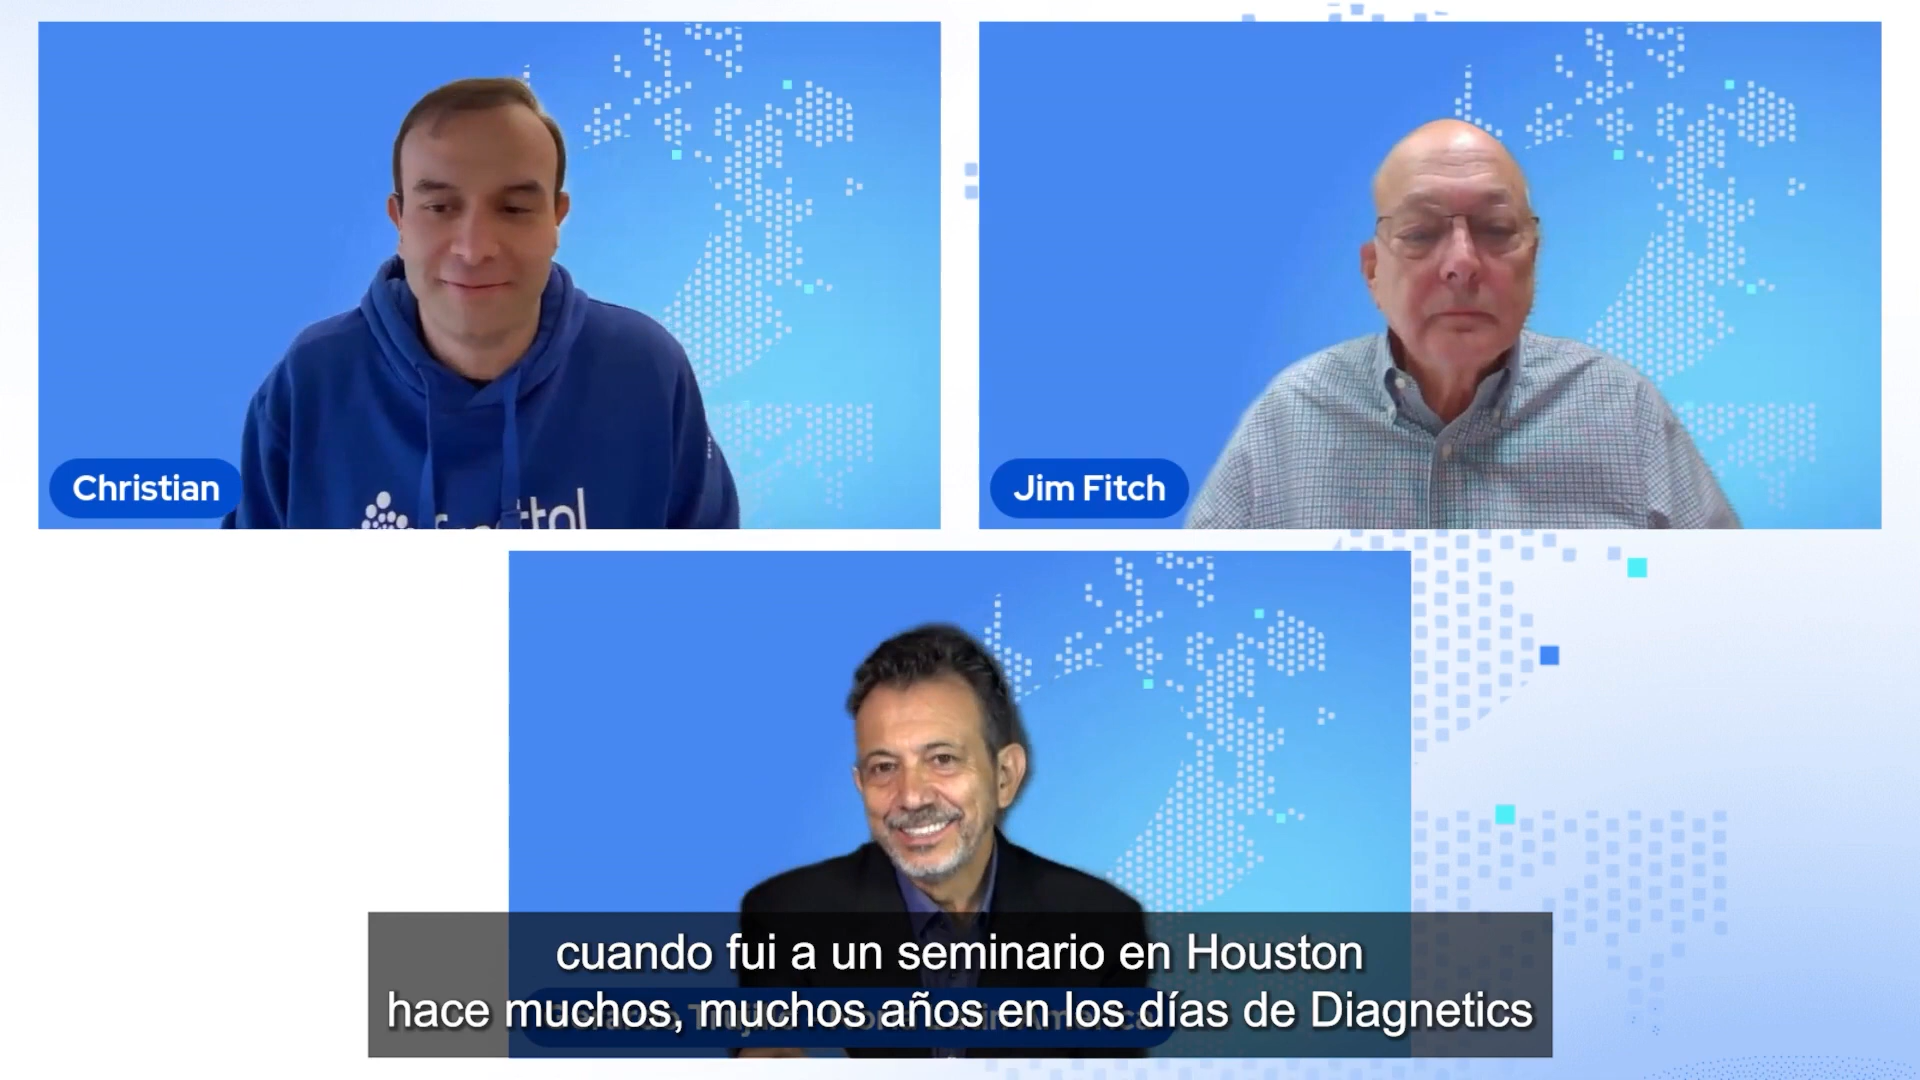 Christian
Jim Fitch
cuando fui a un seminario en Houston
hace muchos, muchos años en los días de Diagnetics